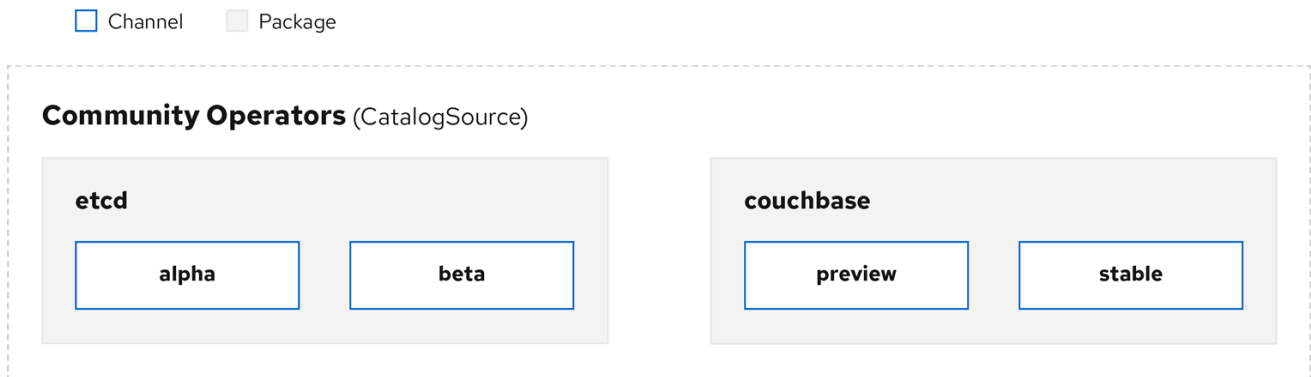 Channel Package
Community Operators (CatalogSource)
etcd couchbase
alpha beta preview stable